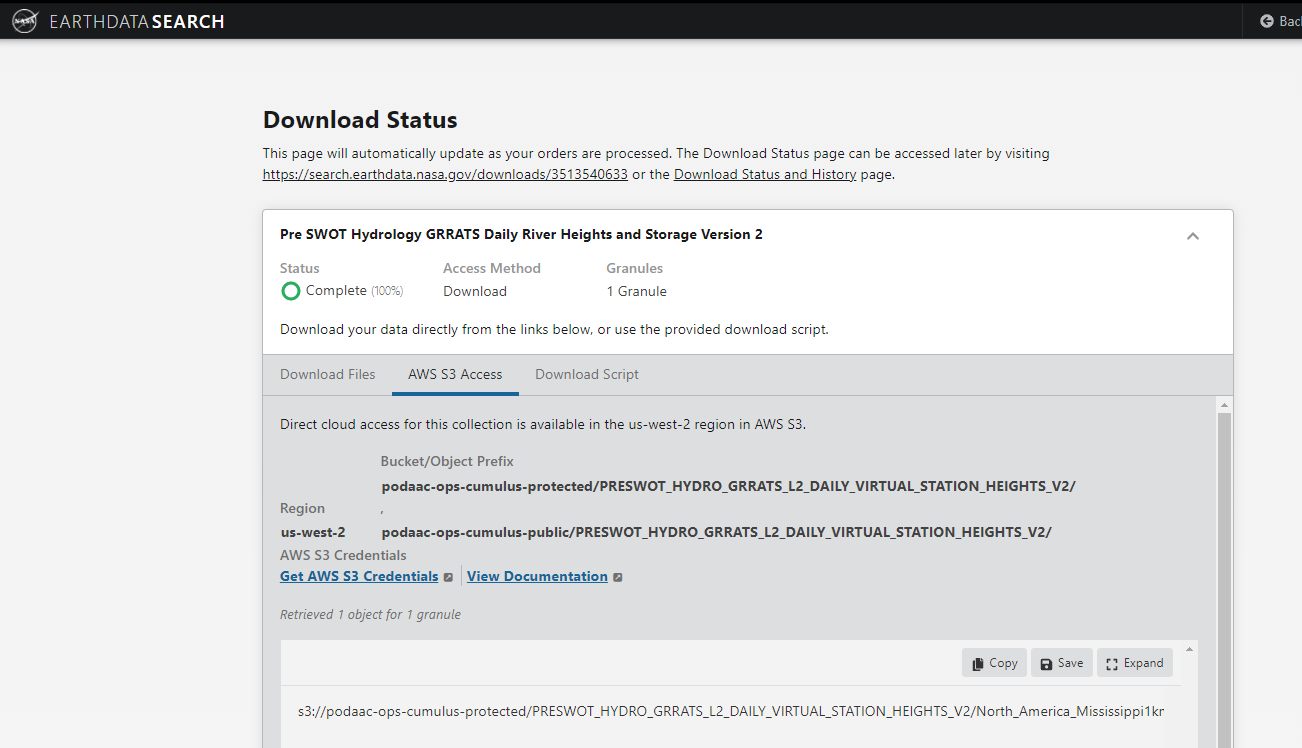 NASA EARTHDATA SEARCH
Bac
Download Status
This page will automatically update as your orders are processed. The Download Status page can be accessed later by visiting
https://search.earthdata.nasa.gov/downloads/3513540633 or the Download Status and History page.
Pre SWOT Hydrology GRRATS Daily River Heights and Storage Version 2
Status Access Method Granules
Complete (100%) Download 1 Granule
Download your data directly from the links below, or use the provided download script.
Download Files AWS S3 Access Download Script
Direct cloud access for this collection is available in the us-west-2 region in AWS S3.
Bucket/Object Prefix
podaac-ops-cumulus-protected/PRESWOT_HYDRO_GRRATS_L2_DAILY_VIRTUAL_STATION_HEIGHTS_V2/
Region ,
us-west-2 podaac-ops-cumulus-public/PRESWOT_HYDRO_GRRATS_L2_DAILY_VIRTUAL_STATION_HEIGHTS_V2/
AWS S3 Credentials
Get AWS S3 Credentials View Documentation
Retrieved 1 object for 1 granule
Copy Save Expand
s3://podaac-ops-cumulus-protected/PRESWOT_HYDRO_GRRATS_L2_DAILY_VIRTUAL_STATION_HEIGHTS_V2/North_America_Mississippi1kr